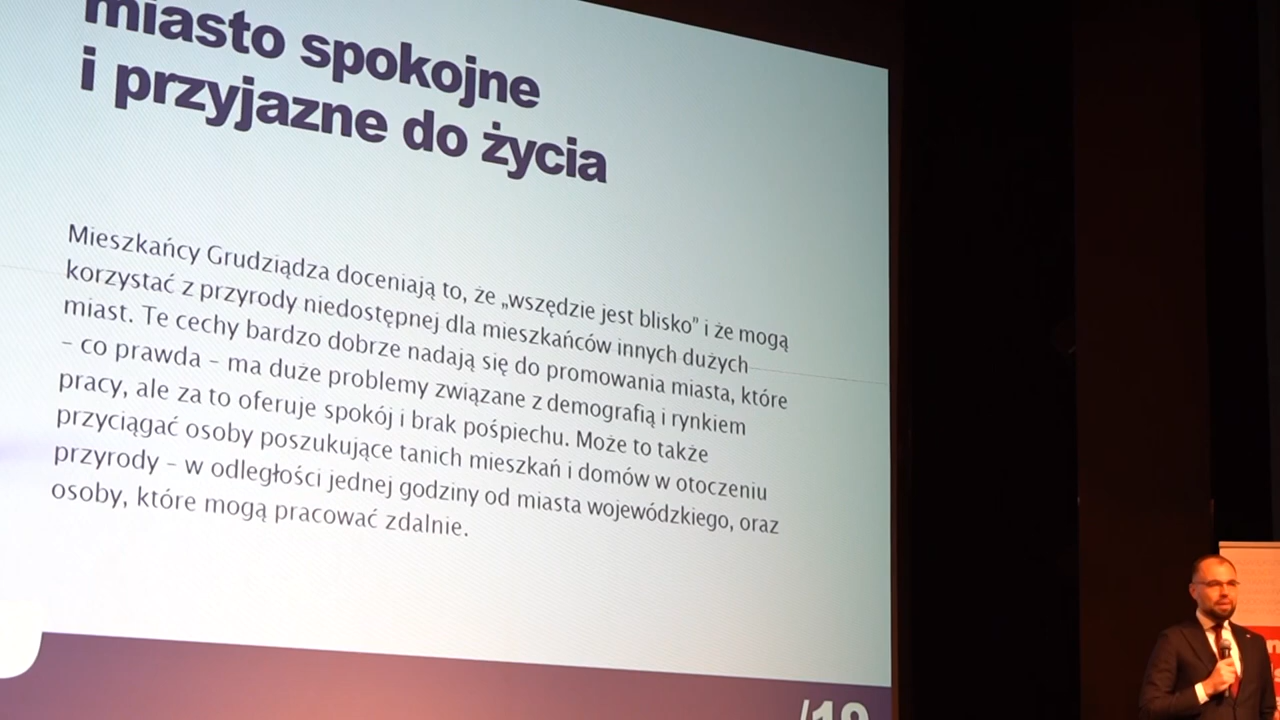 miasto spokojne
i przyjazne do życia
Mieszkańcy Grudziądza doceniają to, że „wszędzie jest blisko” i że mogą
korzystać z przyrody niedostępnej dla mieszkańców innych dużych
miast. Te cechy bardzo dobrze nadają się do promowania miasta, które
– co prawda – ma duże problemy związane z demografią i rynkiem
pracy, ale za to oferuje spokój i brak pośpiechu. Może to także
przyciągać osoby poszukujące tanich mieszkań i domów w otoczeniu
przyrody – w odległości jednej godziny od miasta wojewódzkiego, oraz
osoby, które mogą pracować zdalnie.
/19